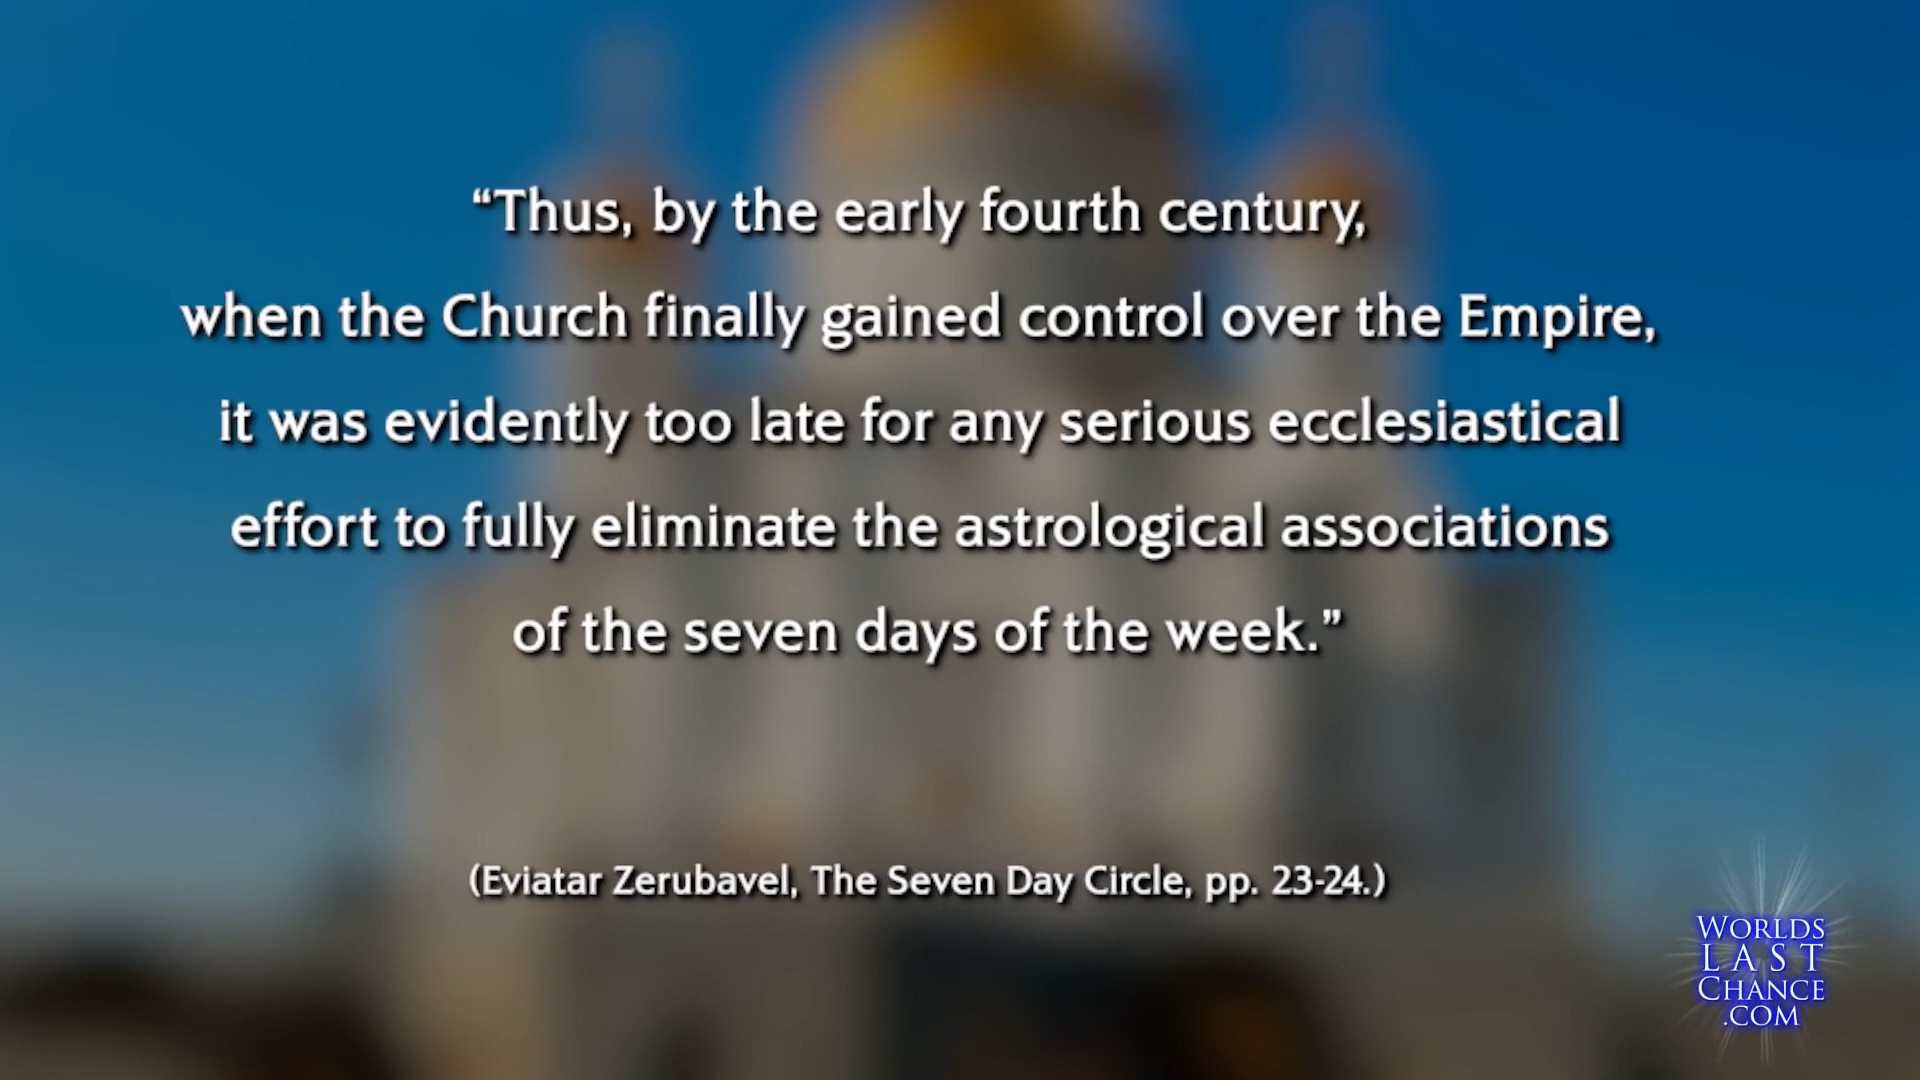 “Thus, by the early fourth century,
when the Church finally gained control over the Empire,
it was evidently too late for any serious ecclesiastical
effort to fully eliminate the astrological associations
of the seven days of the week.”
(Eviatar Zerubavel, The Seven Day Circle, pp. 23-24.)
WORLDS
LAST
CHANCE
.COM